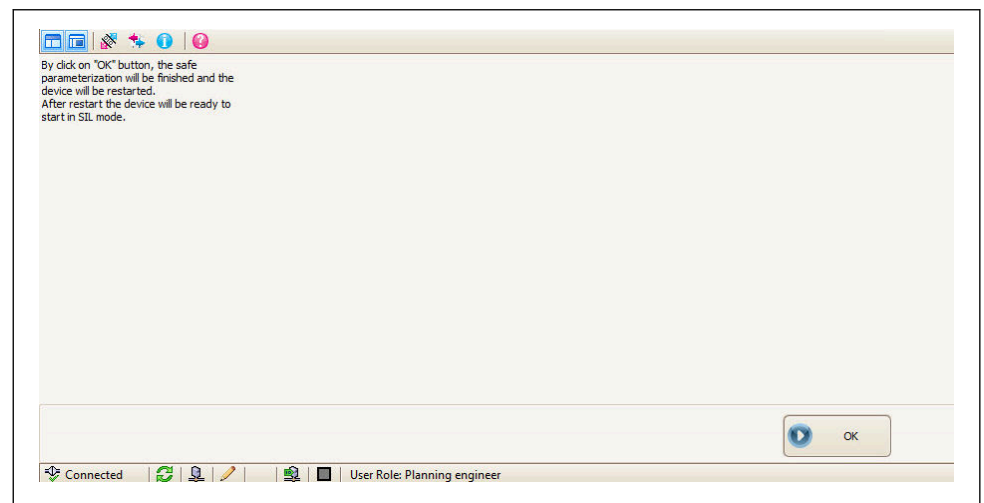 By click on "OK" button, the safe
parameterization will be finished and the
device will be restarted.
After restart the device will be ready to
start in SIL mode.
OK
Connected User Role: Planning engineer